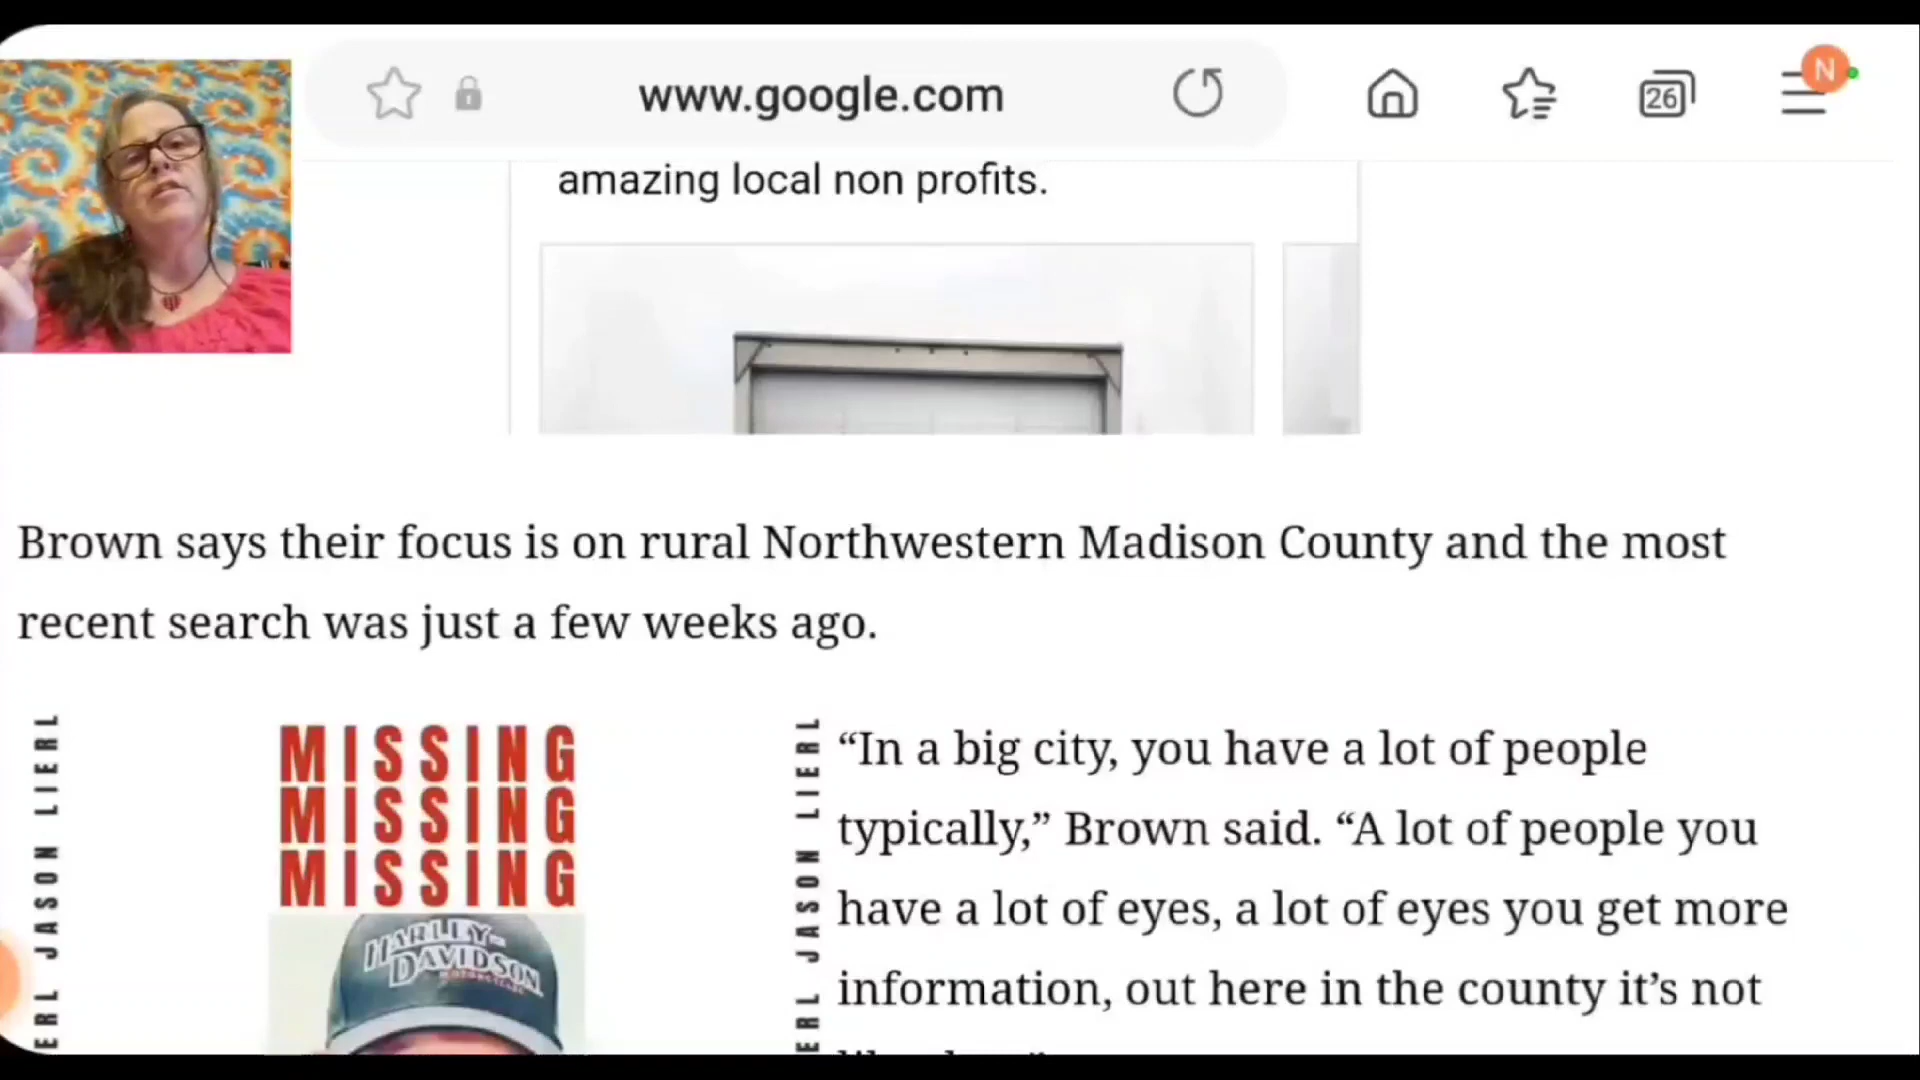 www.google.com
26
N
amazing local non profits.
Brown says their focus is on rural Northwestern Madison County and the most
recent search was just a few weeks ago.
MISSING
MISSING
MISSING
ERL JASON LIERL
ERL JASON LIERL
HARLEY-
DAVIDSON
MOTORCYCLES
“In a big city, you have a lot of people
typically,” Brown said. “A lot of people you
have a lot of eyes, a lot of eyes you get more
information, out here in the county it’s not